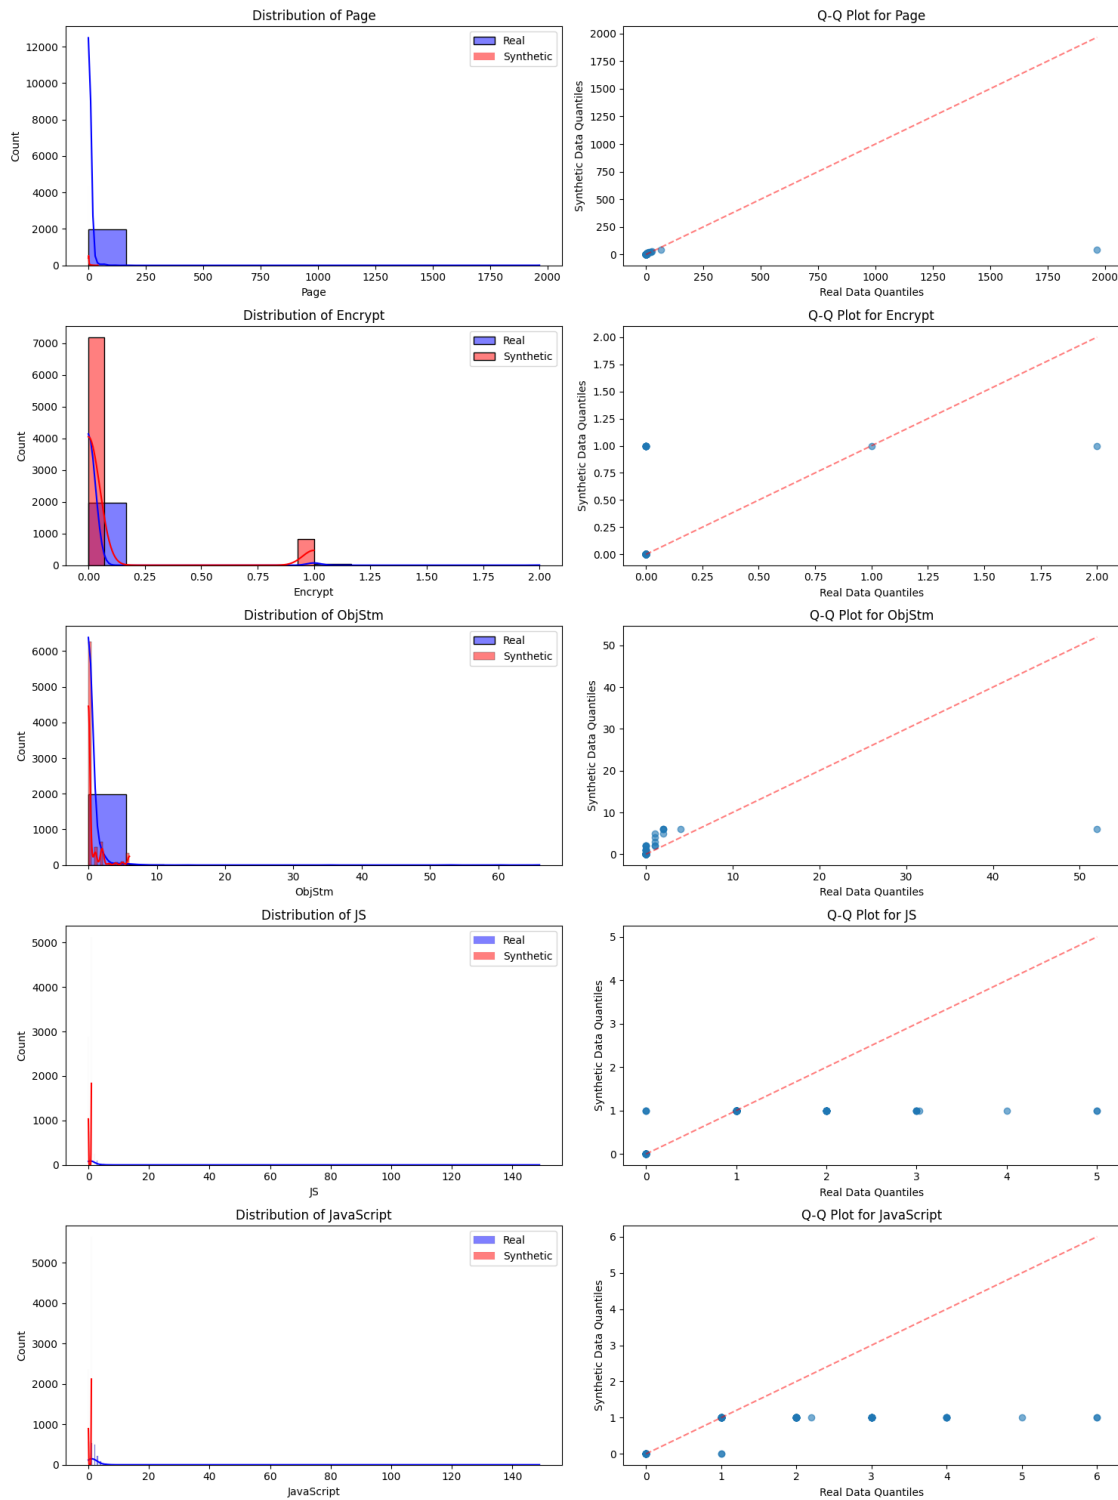 Distribution of Page
Count
12000
10000
8000
6000
4000
2000
0
Real
Synthetic
0 250 500 750 1000 1250 1500 1750 2000
Page
Q-Q Plot for Page
Synthetic Data Quantiles
2000
1750
1500
1250
1000
750
500
250
0
0 250 500 750 1000 1250 1500 1750 2000
Real Data Quantiles
Distribution of Encrypt
Count
7000
6000
5000
4000
3000
2000
1000
0
Real
Synthetic
0.00 0.25 0.50 0.75 1.00 1.25 1.50 1.75 2.00
Encrypt
Q-Q Plot for Encrypt
Synthetic Data Quantiles
2.00
1.75
1.50
1.25
1.00
0.75
0.50
0.25
0.00
0.00 0.25 0.50 0.75 1.00 1.25 1.50 1.75 2.00
Real Data Quantiles
Distribution of ObjStm
Count
6000
5000
4000
3000
2000
1000
0
Real
Synthetic
0 10 20 30 40 50 60
ObjStm
Q-Q Plot for ObjStm
Synthetic Data Quantiles
50
40
30
20
10
0
0 10 20 30 40 50
Real Data Quantiles
Distribution of JS
Count
5000
4000
3000
2000
1000
0
Real
Synthetic
0 20 40 60 80 100 120 140
JS
Q-Q Plot for JS
Synthetic Data Quantiles
5
4
3
2
1
0
0 1 2 3 4 5
Real Data Quantiles
Distribution of JavaScript
Count
5000
4000
3000
2000
1000
0
Real
Synthetic
0 20 40 60 80 100 120 140
JavaScript
Q-Q Plot for JavaScript
Synthetic Data Quantiles
6
5
4
3
2
1
0
0 1 2 3 4 5 6
Real Data Quantiles